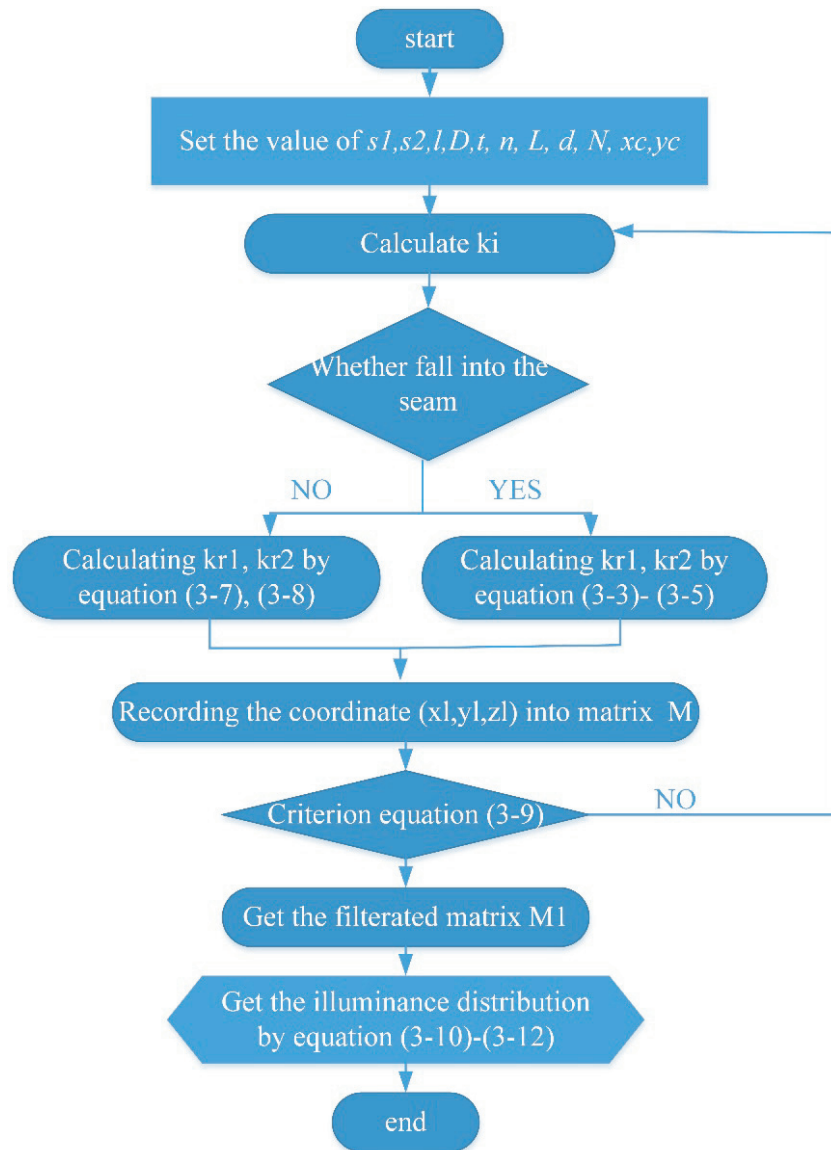 start
Set the value of s1,s2,l,D,t, n, L, d, N, xc,yc
Calculate ki
Whether fall into the
seam
NO
YES
Calculating kr1, kr2 by
equation (3-7), (3-8)
Calculating kr1, kr2 by
equation (3-3)- (3-5)
Recording the coordinate (xl,yl,zl) into matrix M
Criterion equation (3-9)
NO
Get the filterated matrix M1
Get the illuminance distribution
by equation (3-10)-(3-12)
end